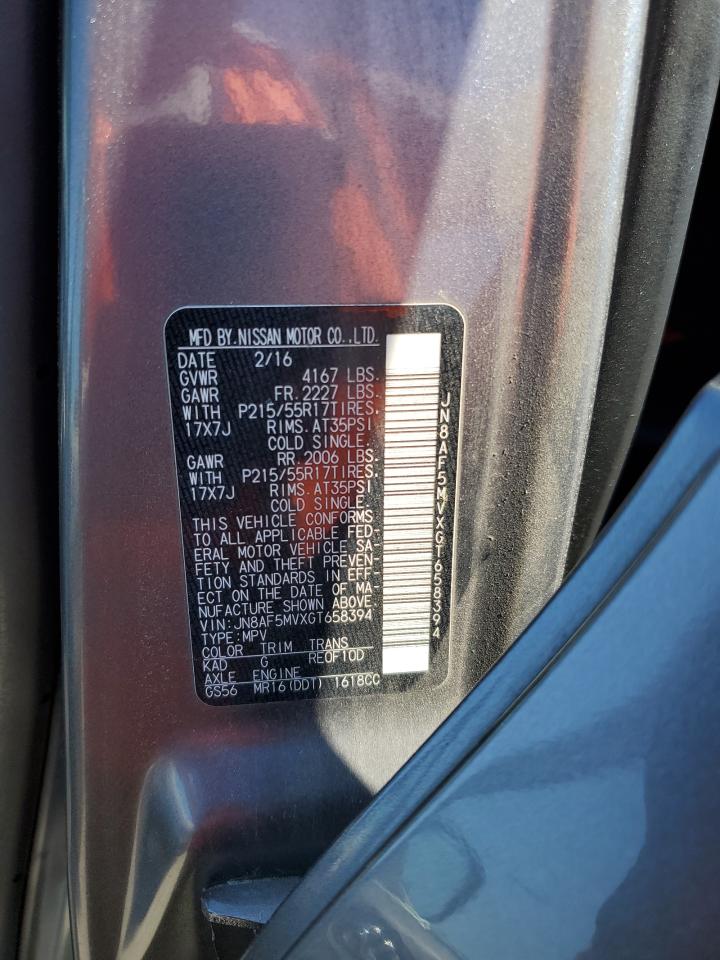 MFD BY.NISSAN MOTOR CO.,LTD.
DATE 2/16
GVWR 4167 LBS.
GAWR FR.2227 LBS.
WITH P215/55R17TIRES.
17X7J RIMS.AT35PSI
COLD SINGLE.
GAWR RR.2006 LBS.
WITH P215/55R17TIRES.
17X7J RIMS.AT35PSI
COLD SINGLE.
THIS VEHICLE CONFORMS
TO ALL APPLICABLE FED-
ERAL MOTOR VEHICLE SA-
FETY AND THEFT PREVEN-
TION STANDARDS IN EFF-
ECT ON THE DATE OF MA-
NUFACTURE SHOWN ABOVE.
VIN:JN8AF5MVXGT658394
TYPE:MPV
COLOR TRIM TRANS
KAD G RE0F10D
AXLE ENGINE
GS56 MR16(DDT) 1618CC
JN8AF5MVXGT658394